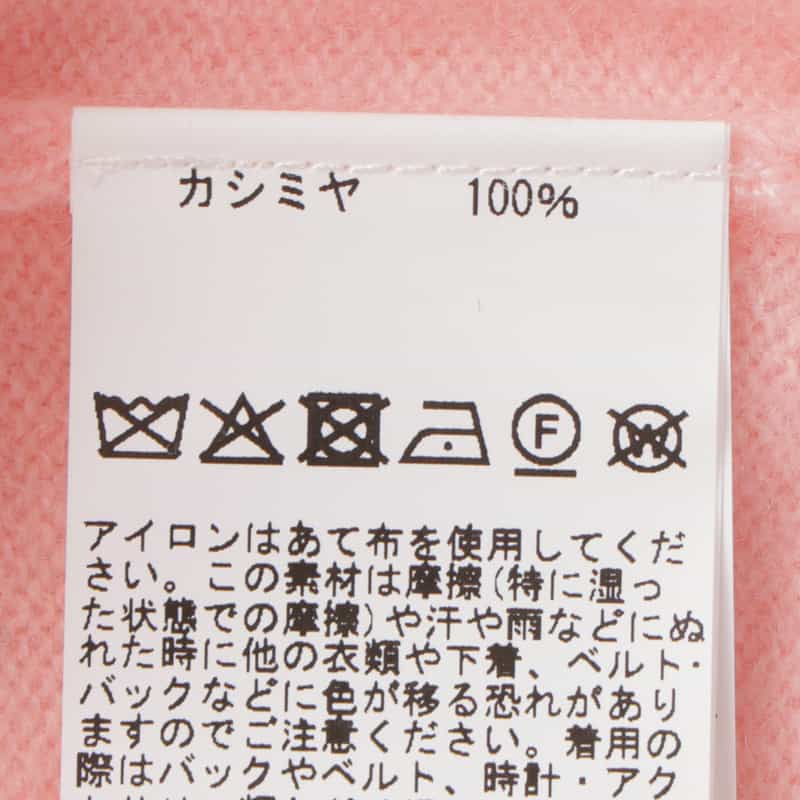 カシミヤ 100%
F
W
アイロンはあて布を使用してくだ
さい。この素材は摩擦(特に湿っ
た状態での摩擦)や汗や雨などにぬ
れた時に他の衣類や下着、ベルト・
バックなどに色が移る恐れがあり
ますのでご注意ください。着用の
際はバックやベルト、時計・アク